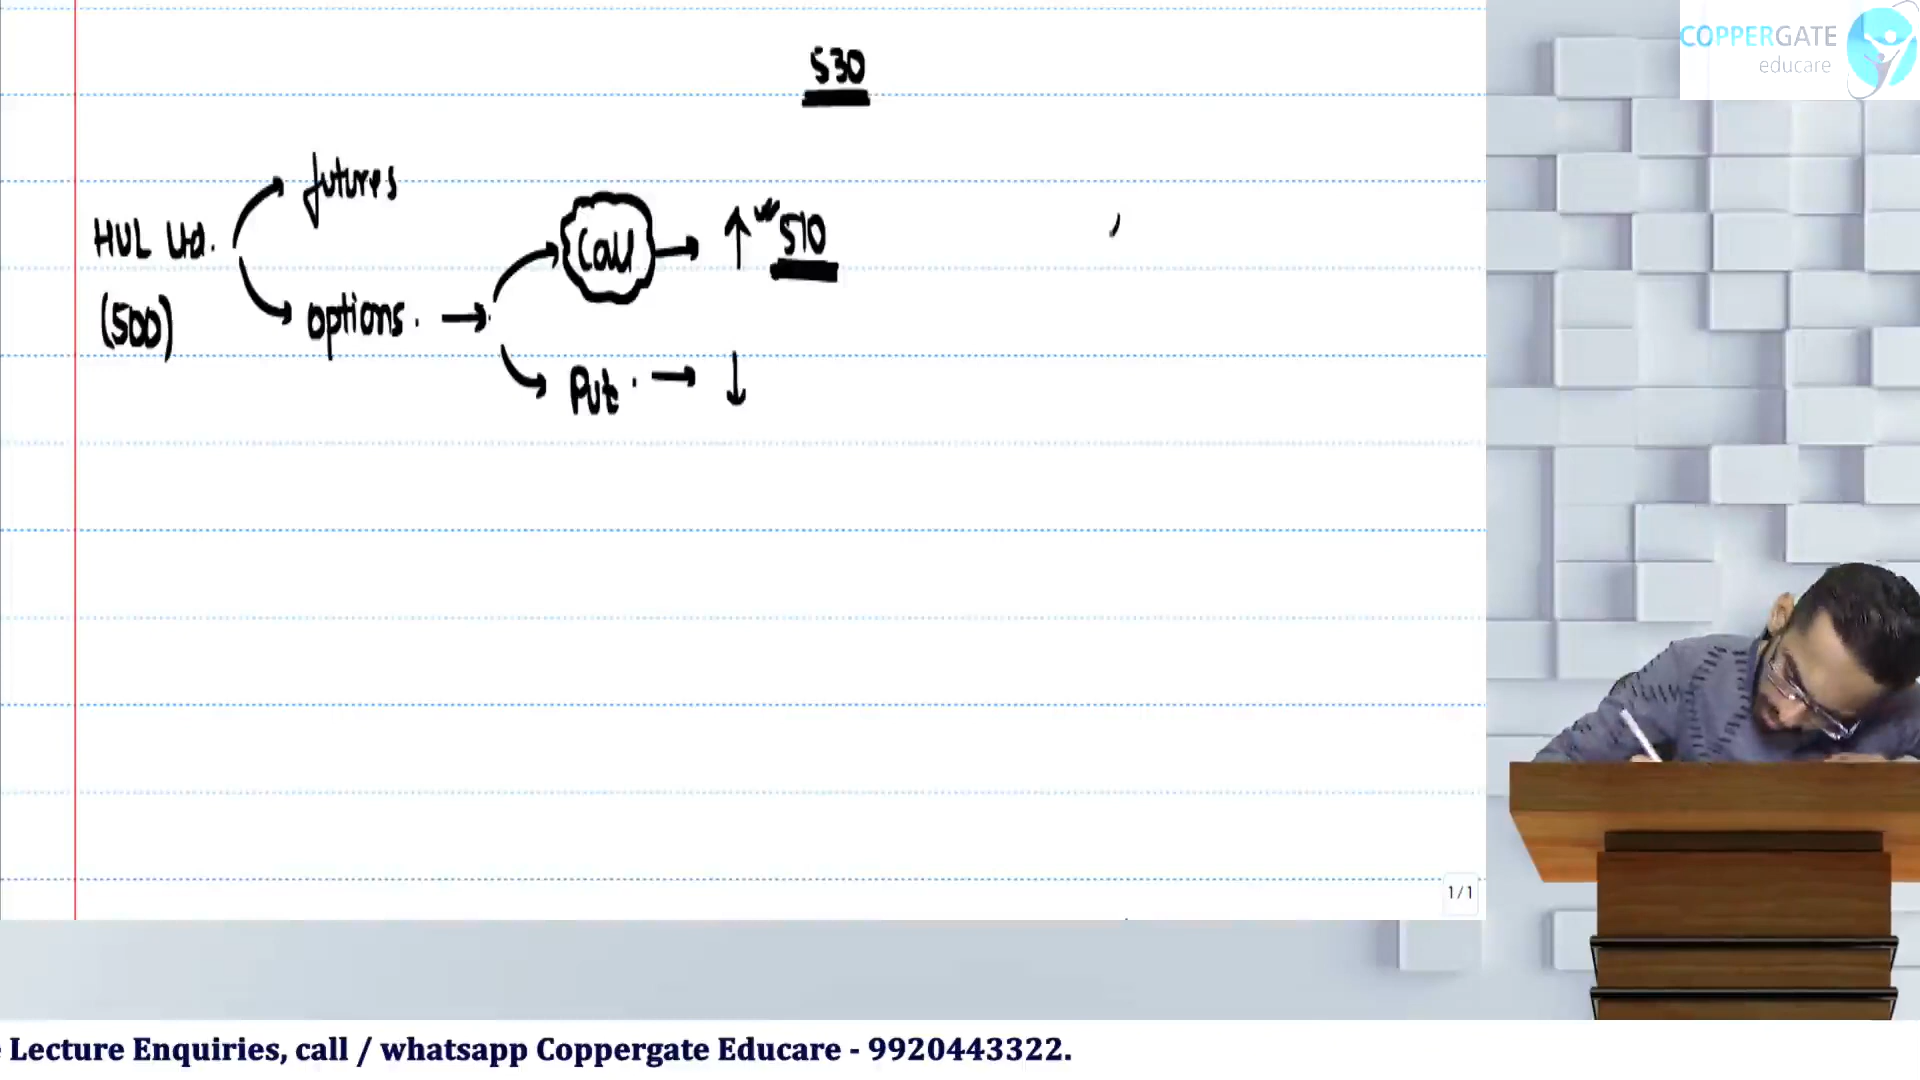 COPPERGATE
educare
530
futures
HUL Ltd.
Call
510
(500)
options.
Put.
1/1
Lecture Enquiries, call / whatsapp Coppergate Educare - 9920443322.